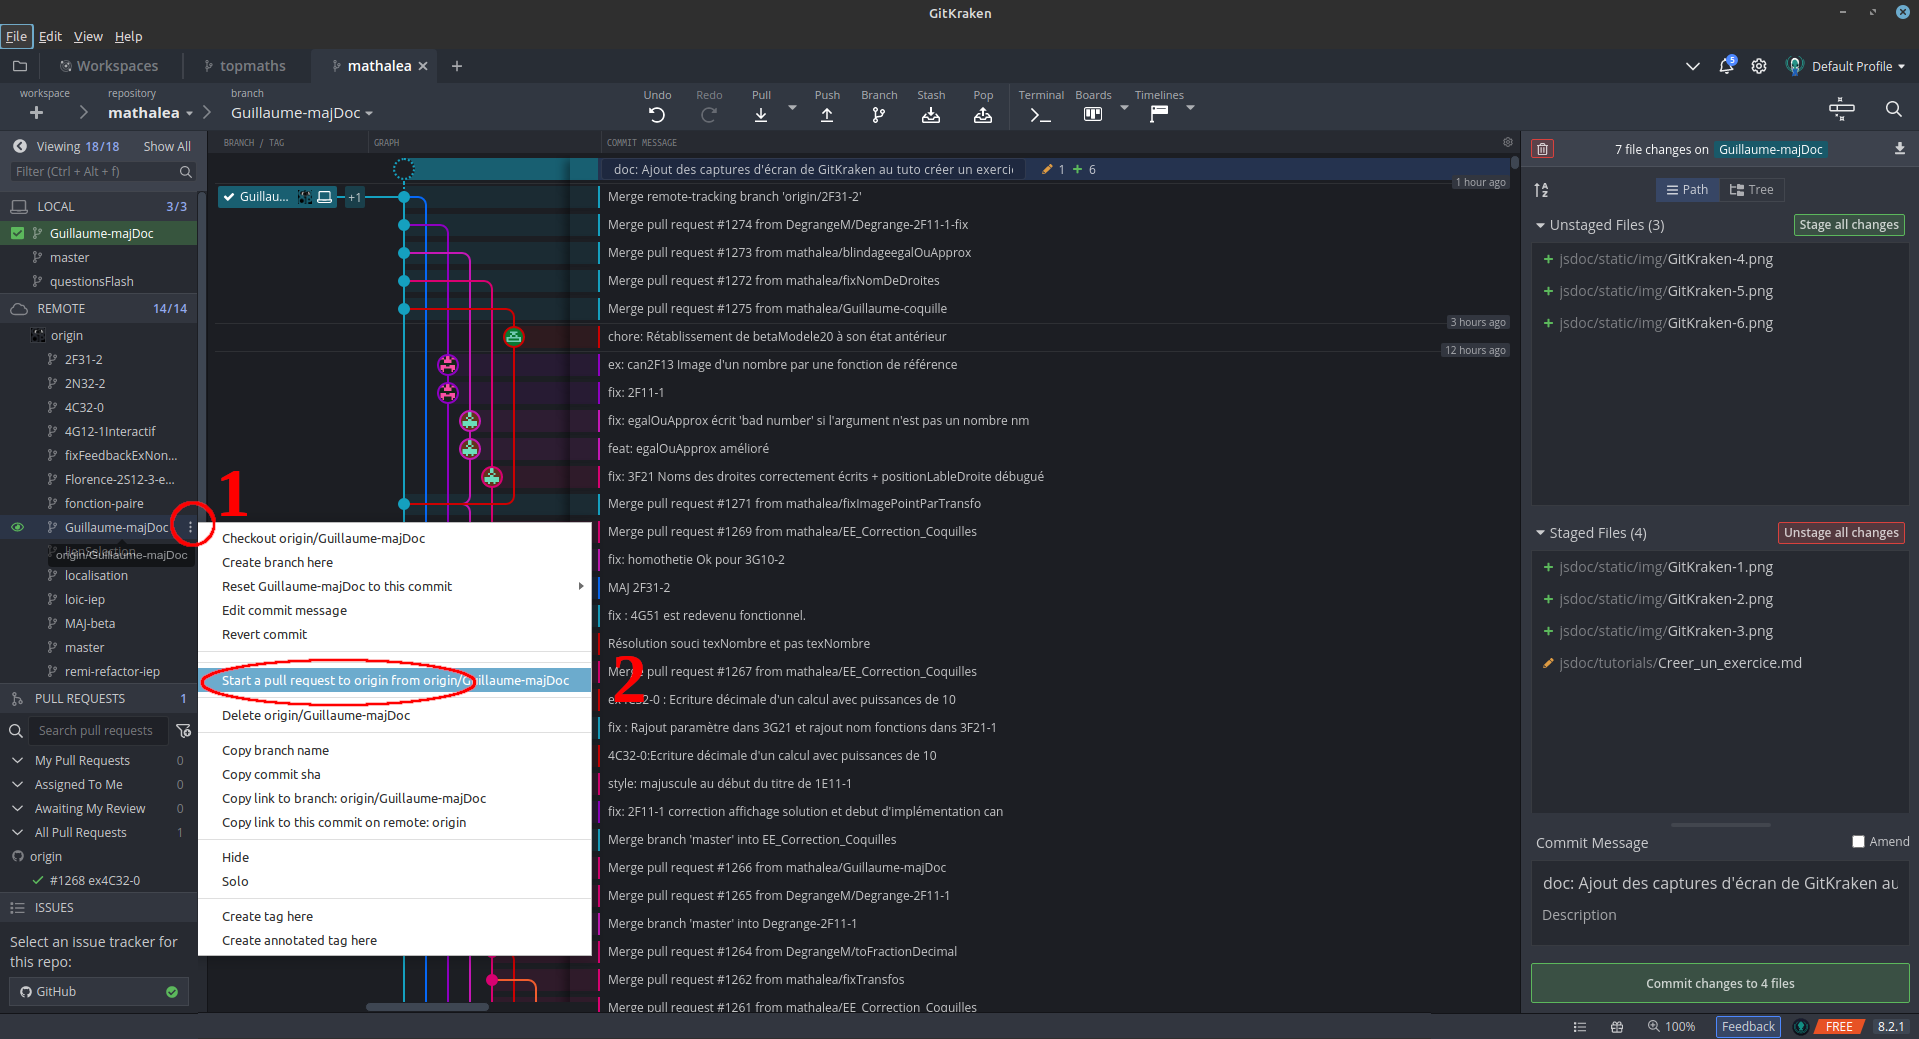 GitKraken
File Edit View Help
Workspaces topmaths mathalea
5 Default Profile
workspace repository branch
mathalea Guillaume-majDoc
Undo Redo Pull Push Branch Stash Pop Terminal Boards Timelines
Viewing 18/18 Show All
Filter (Ctrl + Alt + f)
LOCAL 3/3
Guillaume-majDoc
master
questionsFlash
REMOTE 14/14
origin
2F31-2
2N32-2
4C32-0
4G12-1Interactif
fixFeedbackExNon...
Florence-2S12-3-e...
fonction-paire
Guillaume-majDoc
origin/Guillaume-majDoc
localisation
loic-iep
MAJ-beta
master
remi-refactor-iep
PULL REQUESTS 1
Search pull requests
My Pull Requests 0
Assigned To Me 0
Awaiting My Review 0
All Pull Requests 1
origin
#1268 ex4C32-0
ISSUES
Select an issue tracker for
this repo:
GitHub
1
Checkout origin/Guillaume-majDoc
Create branch here
Reset Guillaume-majDoc to this commit
Edit commit message
Revert commit
Start a pull request to origin from origin/Guillaume-majDoc
2
Delete origin/Guillaume-majDoc
Copy branch name
Copy commit sha
Copy link to branch: origin/Guillaume-majDoc
Copy link to this commit on remote: origin
Hide
Solo
Create tag here
Create annotated tag here
BRANCH / TAG GRAPH COMMIT MESSAGE
doc: Ajout des captures d'écran de GitKraken au tuto créer un exerci 1 6
1 hour ago
Guillau... +1 Merge remote-tracking branch 'origin/2F31-2'
Merge pull request #1274 from DegrangeM/Degrange-2F11-1-fix
Merge pull request #1273 from mathalea/blindageegalOuApprox
Merge pull request #1272 from mathalea/fixNomDeDroites
Merge pull request #1275 from mathalea/Guillaume-coquille
3 hours ago
chore: Rétablissement de betaModele20 à son état antérieur
12 hours ago
ex: can2F13 Image d'un nombre par une fonction de référence
fix: 2F11-1
fix: egalOuApprox écrit 'bad number' si l'argument n'est pas un nombre nm
feat: egalOuApprox amélioré
fix: 3F21 Noms des droites correctement écrits + positionLableDroite débugué
Merge pull request #1271 from mathalea/fixImagePointParTransfo
Merge pull request #1269 from mathalea/EE_Correction_Coquilles
fix: homothetie Ok pour 3G10-2
MAJ 2F31-2
fix : 4G51 est redevenu fonctionnel.
Résolution souci texNombre et pas texNombre
Merge pull request #1267 from mathalea/EE_Correction_Coquilles
ex4C32-0 : Ecriture décimale d'un calcul avec puissances de 10
fix : Rajout paramètre dans 3G21 et rajout nom fonctions dans 3F21-1
4C32-0:Ecriture décimale d'un calcul avec puissances de 10
style: majuscule au début du titre de 1E11-1
fix: 2F11-1 correction affichage solution et debut d'implémentation can
Merge branch 'master' into EE_Correction_Coquilles
Merge pull request #1266 from mathalea/Guillaume-majDoc
Merge pull request #1265 from DegrangeM/Degrange-2F11-1
Merge branch 'master' into Degrange-2F11-1
Merge pull request #1264 from DegrangeM/toFractionDecimal
Merge pull request #1262 from mathalea/fixTransfos
Merge pull request #1261 from mathalea/EE_Correction_Coquilles
7 file changes on Guillaume-majDoc
Path Tree
Unstaged Files (3) Stage all changes
jsdoc/static/img/GitKraken-4.png
jsdoc/static/img/GitKraken-5.png
jsdoc/static/img/GitKraken-6.png
Staged Files (4) Unstage all changes
jsdoc/static/img/GitKraken-1.png
jsdoc/static/img/GitKraken-2.png
jsdoc/static/img/GitKraken-3.png
jsdoc/tutorials/Creer_un_exercice.md
Commit Message Amend
doc: Ajout des captures d'écran de GitKraken au
Description
Commit changes to 4 files
100% Feedback FREE 8.2.1